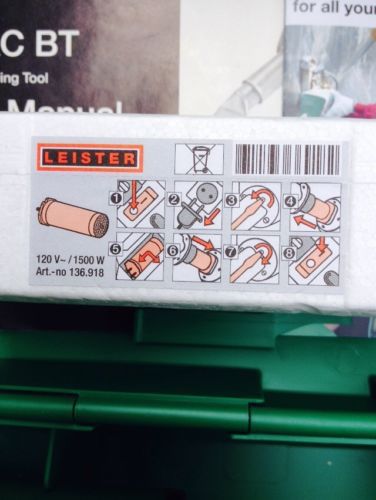 for all your
AC BT
ing Tool
Manual
LEISTER
1 2 3 4
5 6 7 8
120 V~ / 1500 W
Art.-no 136.918